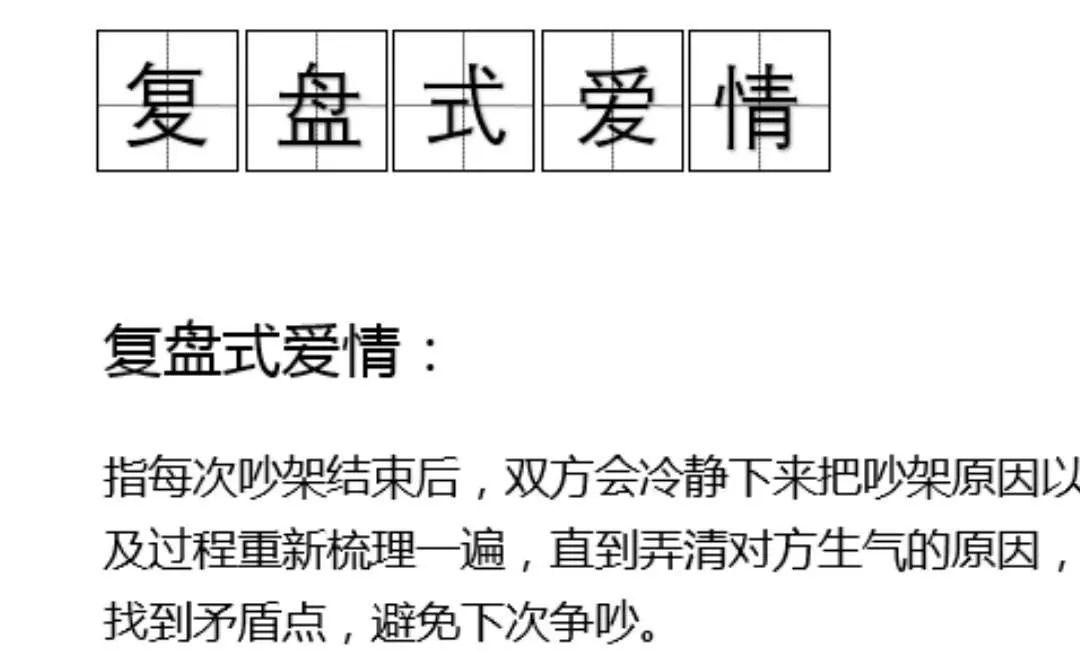 复盘式爱情
复盘式爱情：
指每次吵架结束后，双方会冷静下来把吵架原因以
及过程重新梳理一遍，直到弄清对方生气的原因，
找到矛盾点，避免下次争吵。